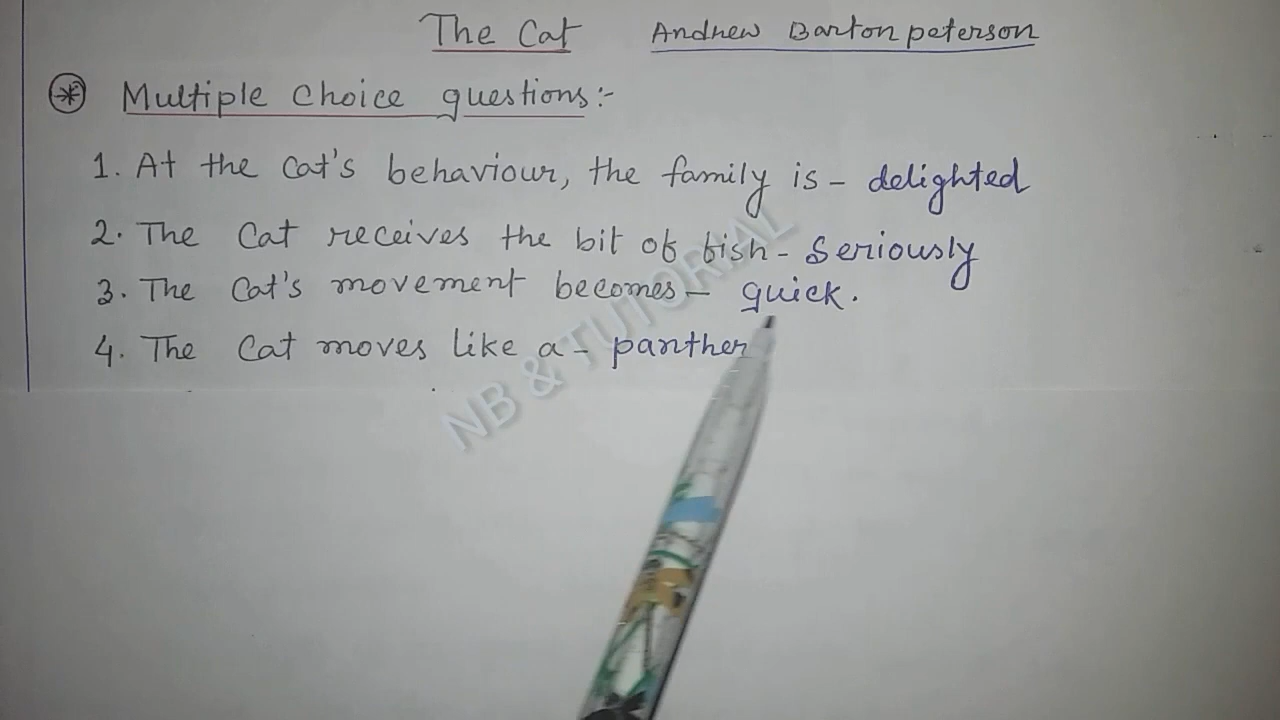 The Cat Andrew Barton peterson
Multiple Choice questions:-
1. At the Cat's behaviour, the family is - delighted
2. The Cat receives the bit of fish - Seriously
3. The Cat's movement becomes - quick.
4. The Cat moves like a - panther
NB & TUTORIAL